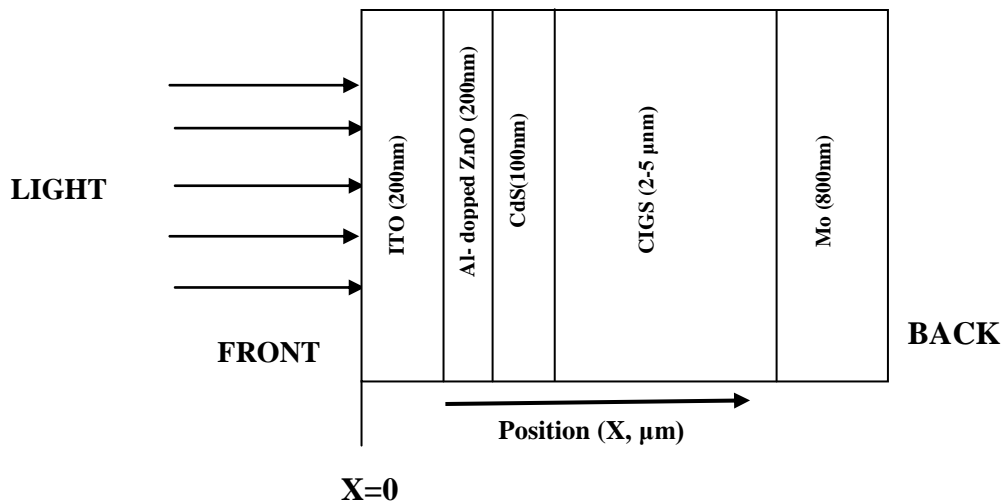 LIGHT
FRONT
ITO (200nm)
Al- dopped ZnO (200nm)
CdS(100nm)
CIGS (2-5 µnm)
Mo (800nm)
BACK
Position (X, µm)
X=0